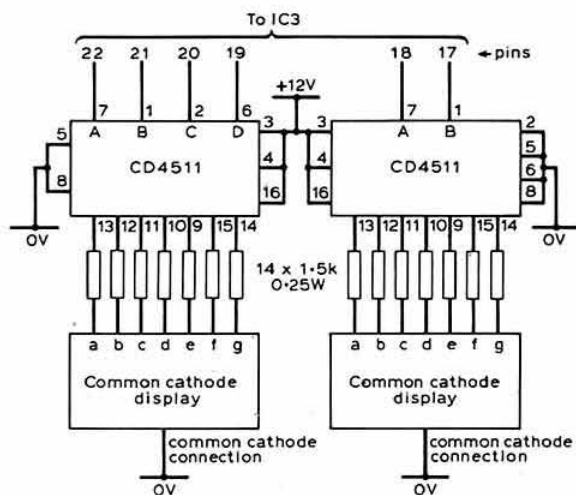 To IC3
22 21 20 19 18 17 ← pins
+12V
7 1 2 6 7 1
A B C D A B
5 3 3 2
CD4511 CD4511
4 4 5
6
8 16 16 8
13 12 11 10 9 15 14 13 12 11 10 9 15 14
0V 0V
14 x 1·5k
0·25W
a b c d e f g a b c d e f g
Common cathode Common cathode
display display
common cathode common cathode
connection connection
0V 0V